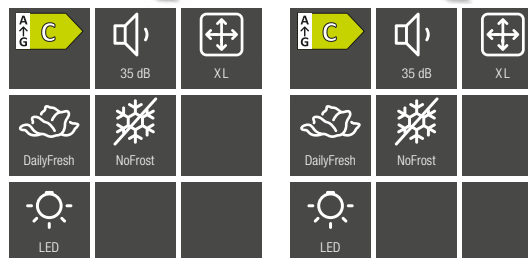 A
G
C
35 dB
XL
DailyFresh
NoFrost
LED
A
G
C
35 dB
XL
DailyFresh
NoFrost
LED